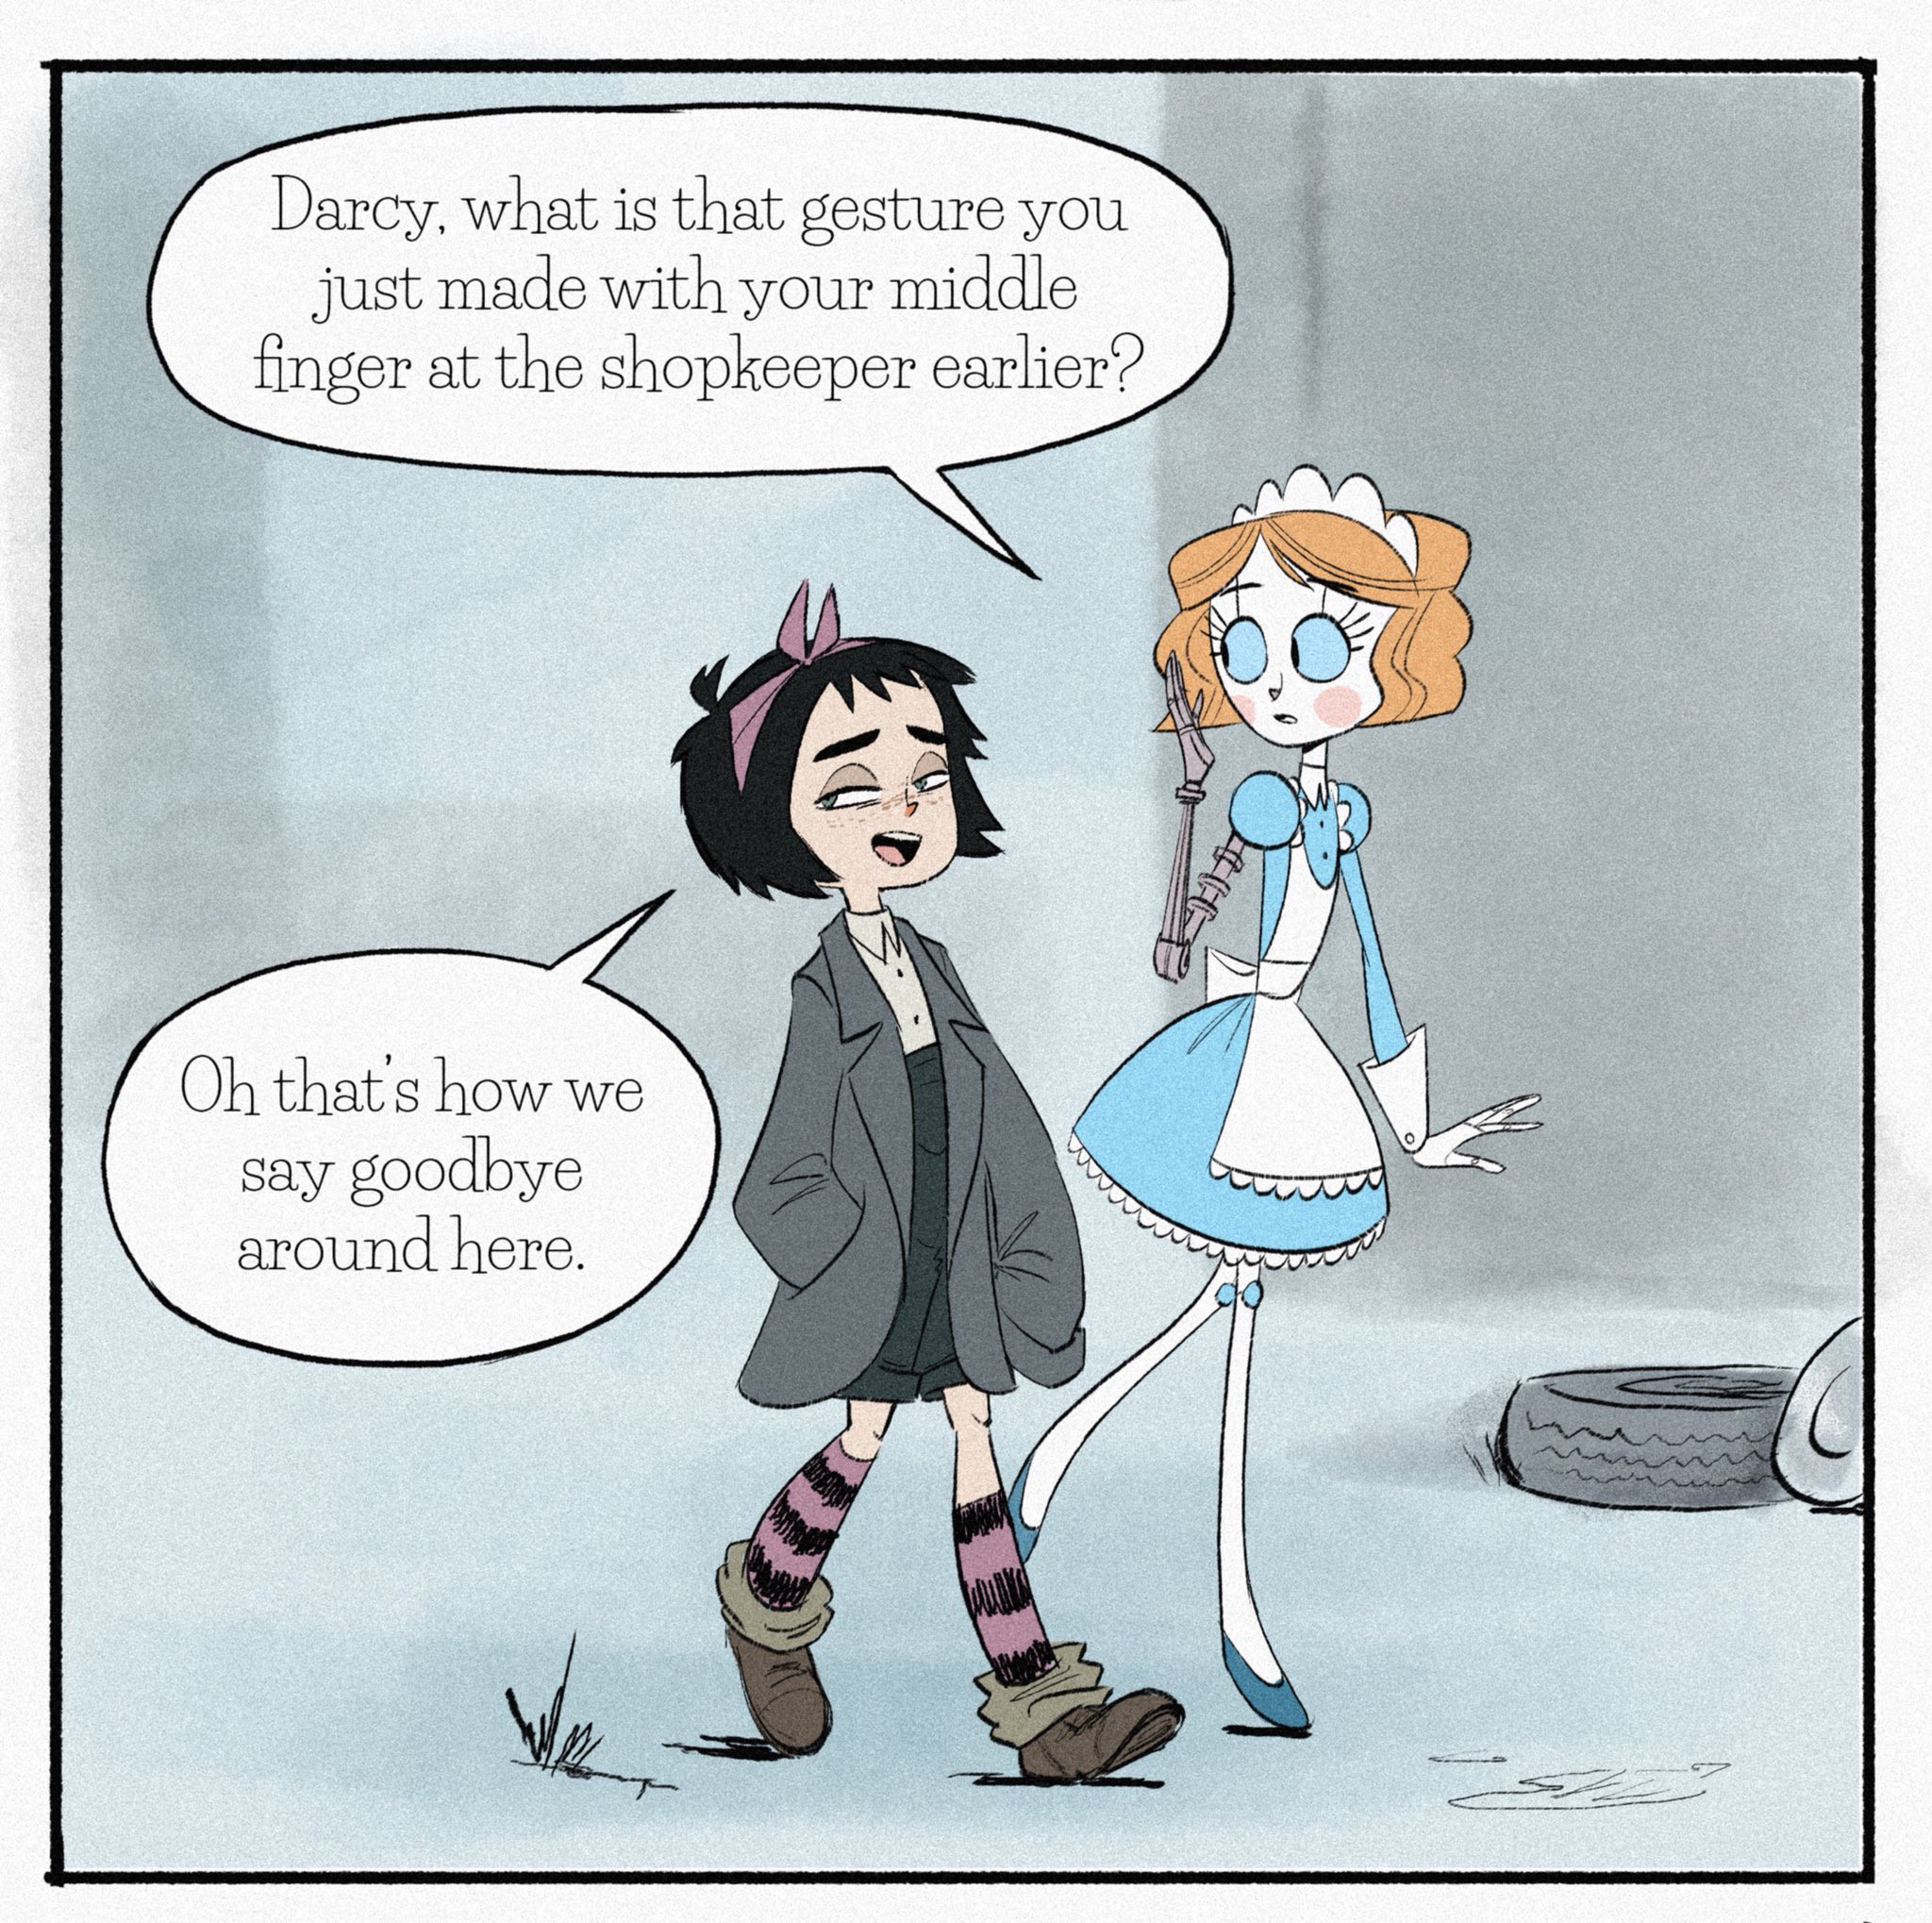 Darcy, what is that gesture you
just made with your middle
finger at the shopkeeper earlier?
Oh that's how we
say goodbye
around here.